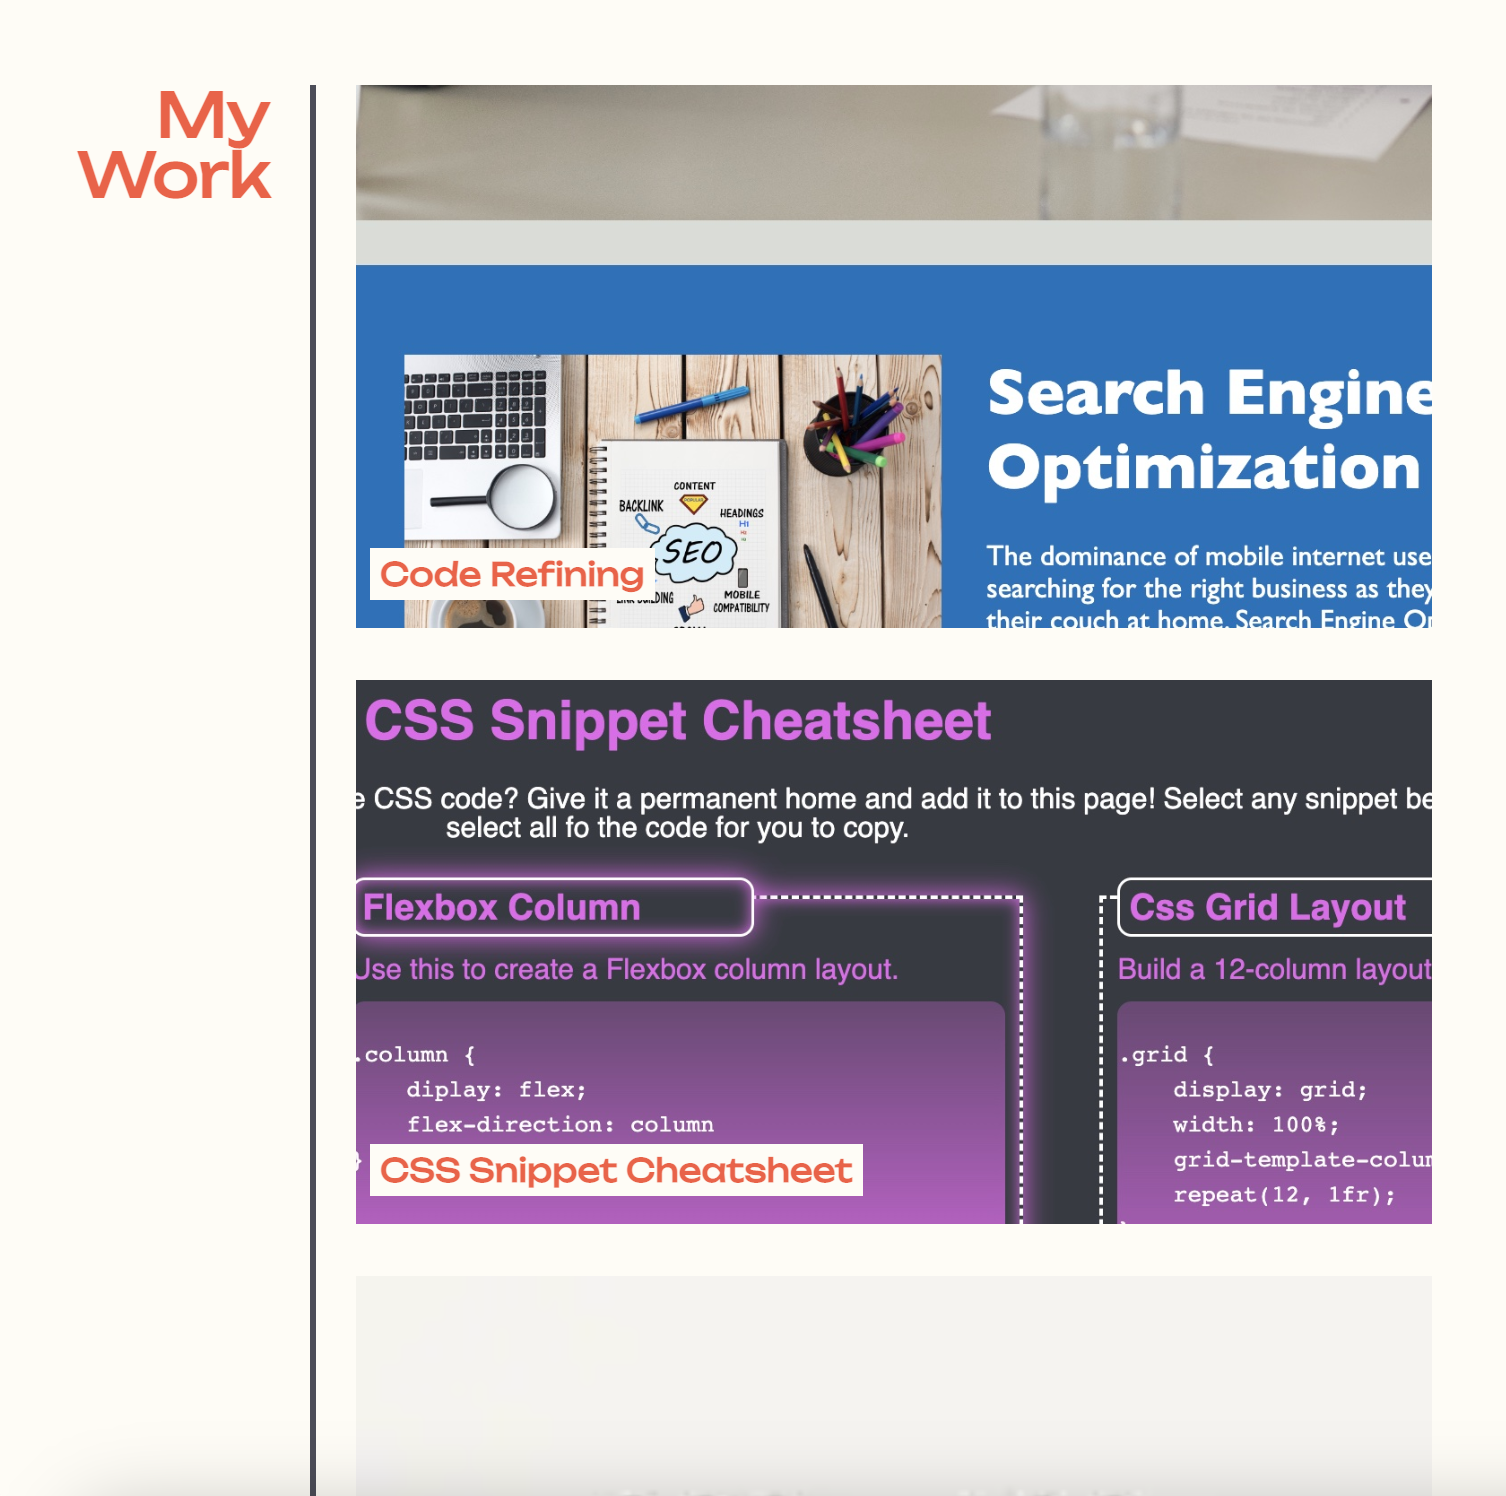 My
Work
CONTENT
BACKLINK
HEADINGS
H1
SEO
MOBILE
COMPATIBILITY
Code Refining
Search Engine
Optimization
The dominance of mobile internet use
searching for the right business as they
their couch at home. Search Engine
CSS Snippet Cheatsheet
CSS code? Give it a permanent home and add it to this page! Select any snippet be
select all fo the code for you to copy.
Flexbox Column
Use this to create a Flexbox column layout.
.column {
diplay: flex;
flex-direction: column
}
CSS Snippet Cheatsheet
Css Grid Layout
Build a 12-column layout
.grid {
display: grid;
width: 100%;
grid-template-colum
repeat(12, 1fr);